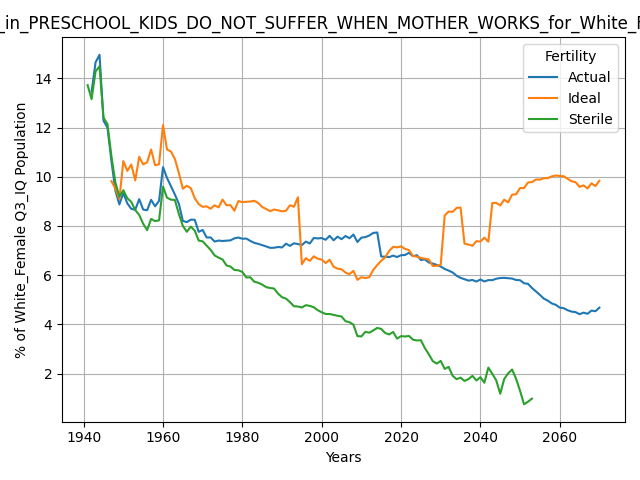 _in_PRESCHOOL_KIDS_DO_NOT_SUFFER_WHEN_MOTHER_WORKS_for_White_F
Fertility
Actual
Ideal
Sterile
% of White_Female Q3_IQ Population
14
12
10
8
6
4
2
1940
1960
1980
2000
2020
2040
2060
Years